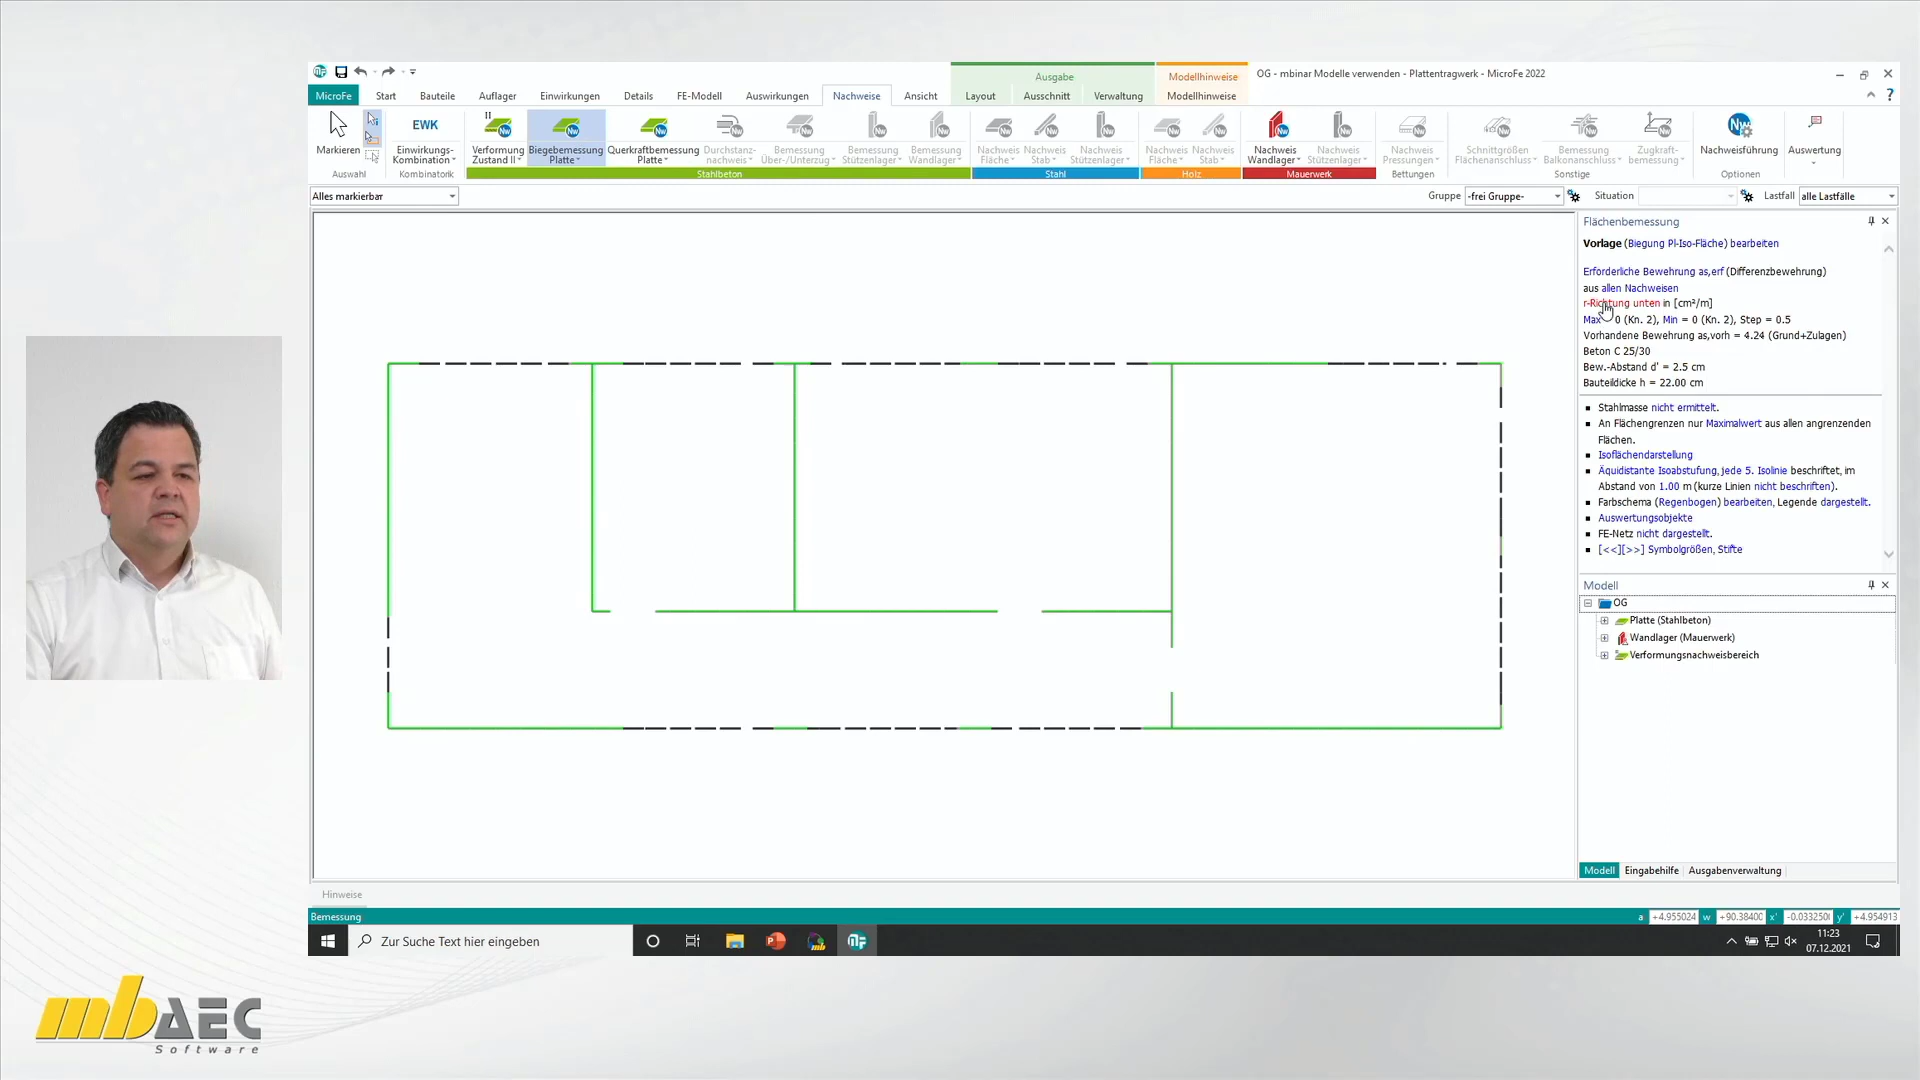 OG - mbinar Modelle verwenden - Plattentragwerk - MicroFe 2022
Ausgabe
Modellhinweise
MicroFe Start Bauteile Auflager Einwirkungen Details FE-Modell Auswirkungen Nachweise Ansicht Layout Ausschnitt Verwaltung Modellhinweise
Markieren
Auswahl
EWK
Einwirkungs-
Kombination
Kombinatorik
Verformung
Zustand II
Biegebemessung
Platte
Querkraftbemessung
Platte
Durchstanz-
nachweis
Bemessung
Über-/Unterzug
Bemessung
Stützenlager
Bemessung
Wandlager
Stahlbeton
Nachweis
Fläche
Nachweis
Stab
Nachweis
Stützenlager
Stahl
Nachweis
Fläche
Nachweis
Stab
Holz
Nachweis
Wandlager
Nachweis
Stützenlager
Mauerwerk
Nachweis
Pressungen
Bettungen
Schnittgrößen
Flächenanschluss
Bemessung
Balkonanschluss
Zugkraft-
bemessung
Sonstige
Nachweisführung
Optionen
Auswertung
Alles markierbar
Gruppe -frei Gruppe- Situation Lastfall alle Lastfälle
Flächenbemessung
Vorlage (Biegung Pl-Iso-Fläche) bearbeiten
Erforderliche Bewehrung as,erf (Differenzbewehrung)
aus allen Nachweisen
r-Richtung unten in [cm²/m]
Max 0 (Kn. 2), Min = 0 (Kn. 2), Step = 0.5
Vorhandene Bewehrung as,vorh = 4.24 (Grund+Zulagen)
Beton C 25/30
Bew.-Abstand d' = 2.5 cm
Bauteildicke h = 22.00 cm
Stahlmasse nicht ermittelt.
An Flächengrenzen nur Maximalwert aus allen angrenzenden
Flächen.
Isoflächendarstellung
Äquidistante Isoabstufung, jede 5. Isolinie beschriftet, im
Abstand von 1.00 m (kurze Linien nicht beschriften).
Farbschema (Regenbogen) bearbeiten, Legende dargestellt.
Auswertungsobjekte
FE-Netz nicht dargestellt.
[<<][>>] Symbolgrößen, Stifte
Modell
OG
Platte (Stahlbeton)
Wandlager (Mauerwerk)
Verformungsnachweisbereich
Modell Eingabehilfe Ausgabenverwaltung
Hinweise
Bemessung
a +4.955024 w +90.38400 x' -0.033250 y' +4.954913
Zur Suche Text hier eingeben
11:23
07.12.2021
mbAEC
Software